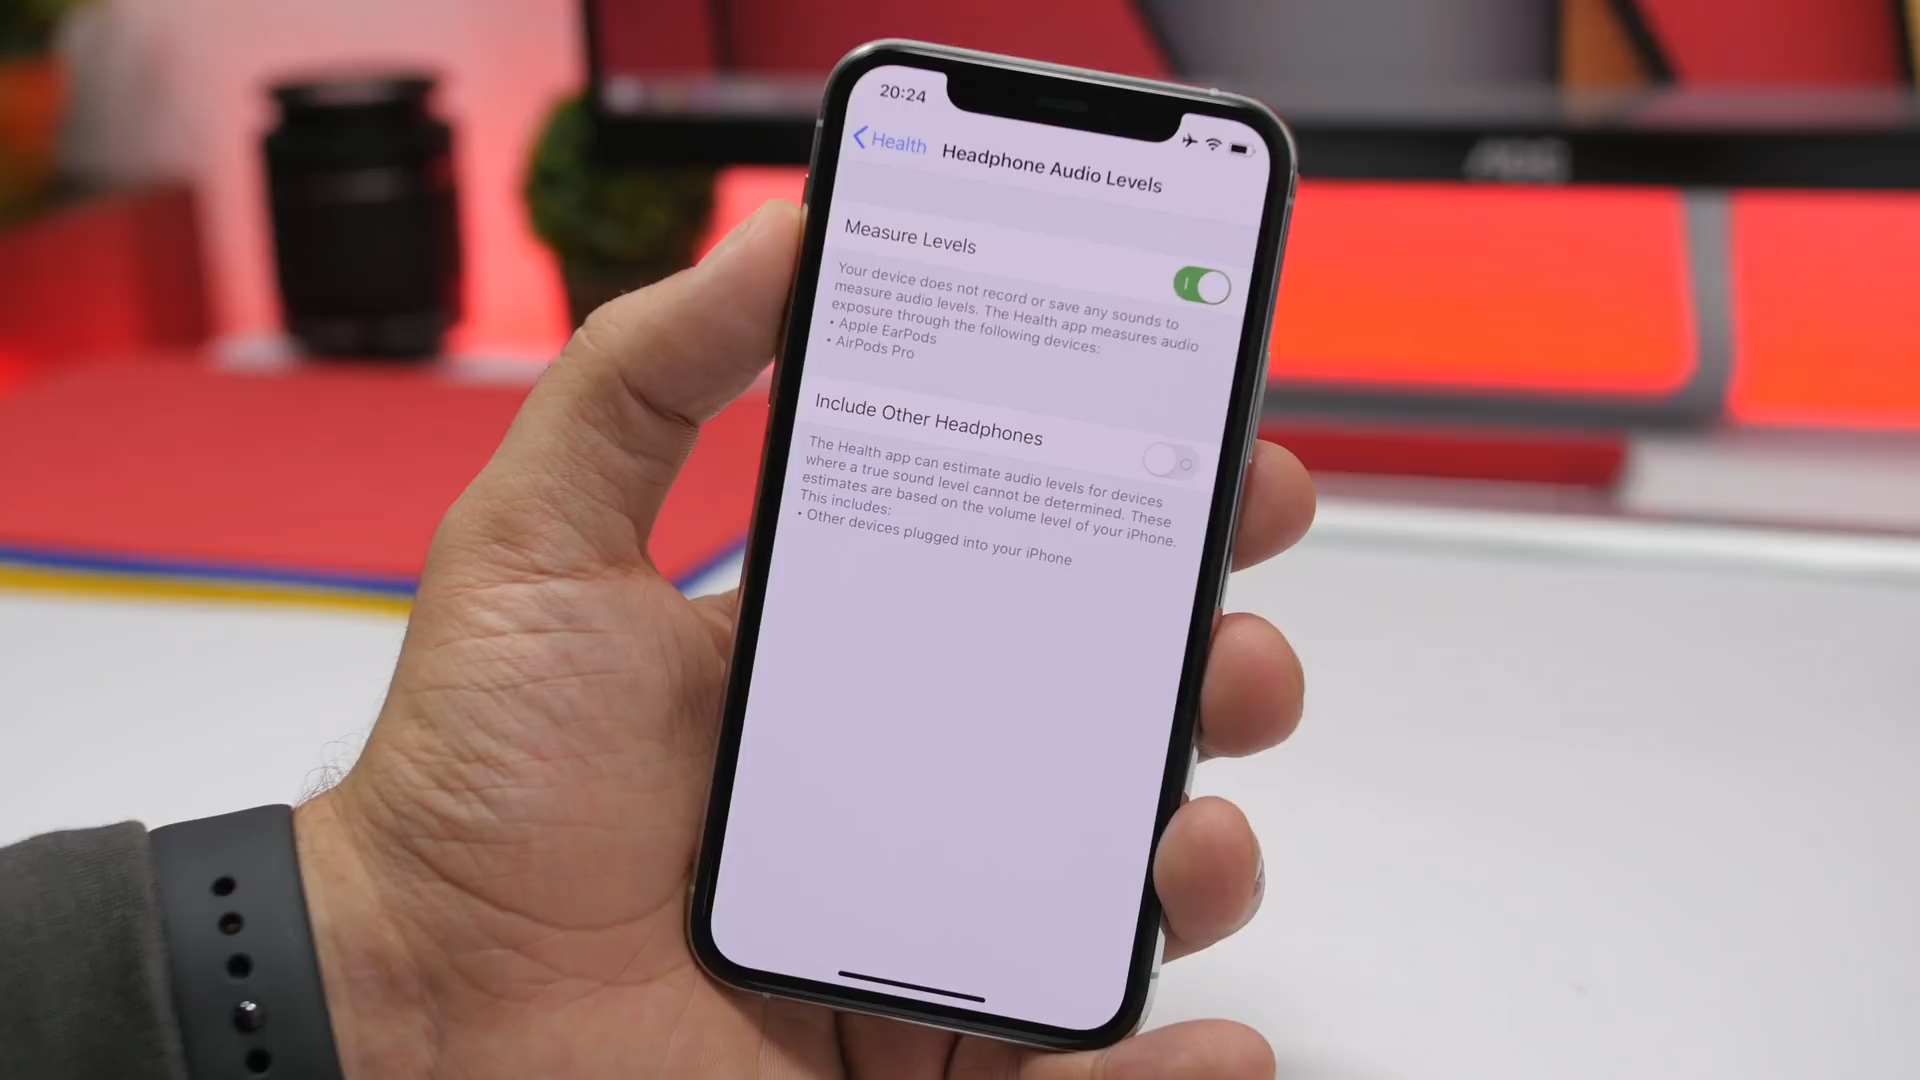 20:24
Health
Headphone Audio Levels
Measure Levels
Your device does not record or save any sounds to
measure audio levels. The Health app measures audio
exposure through the following devices:
• Apple EarPods
• AirPods Pro
Include Other Headphones
The Health app can estimate audio levels for devices
where a true sound level cannot be determined. These
estimates are based on the volume level of your iPhone.
This includes:
• Other devices plugged into your iPhone
AOC